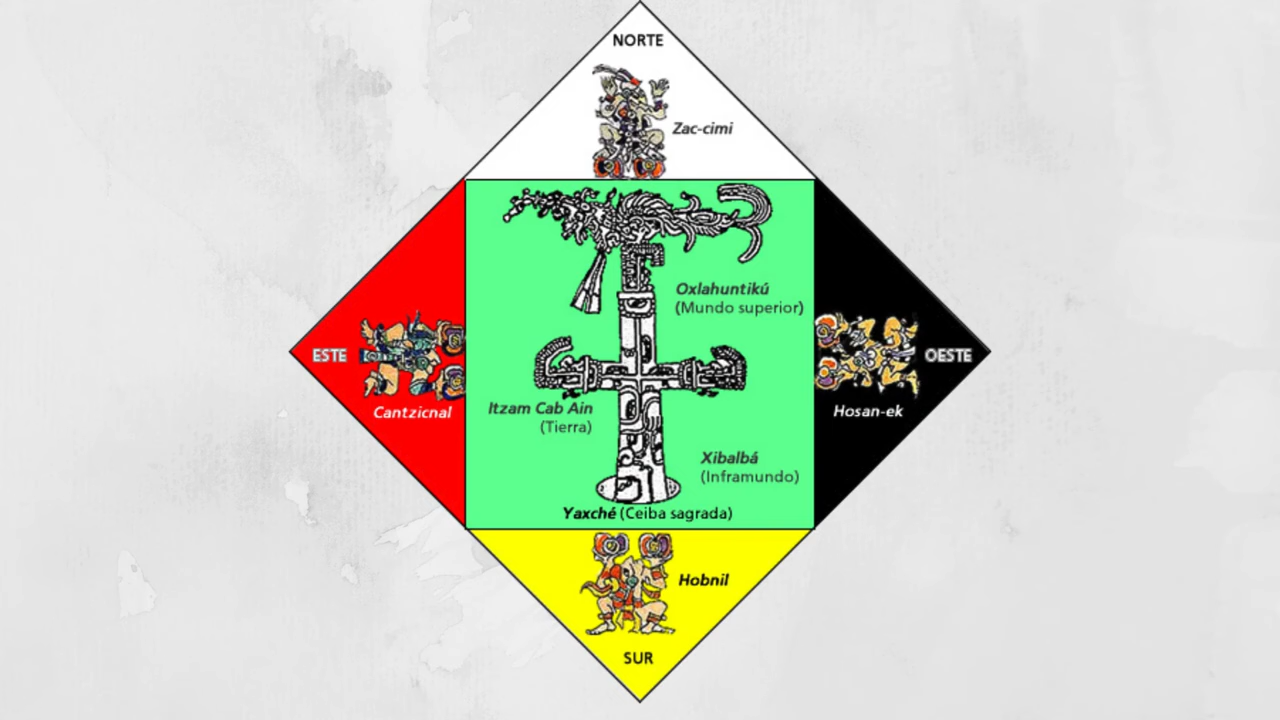 NORTE
Zac-cimi
Oxlahuntikú
(Mundo superior)
ESTE
OESTE
Cantzicnal
Itzam Cab Ain
(Tierra)
Hosan-ek
Xibalbá
(Inframundo)
Yaxché (Ceiba sagrada)
Hobnil
SUR